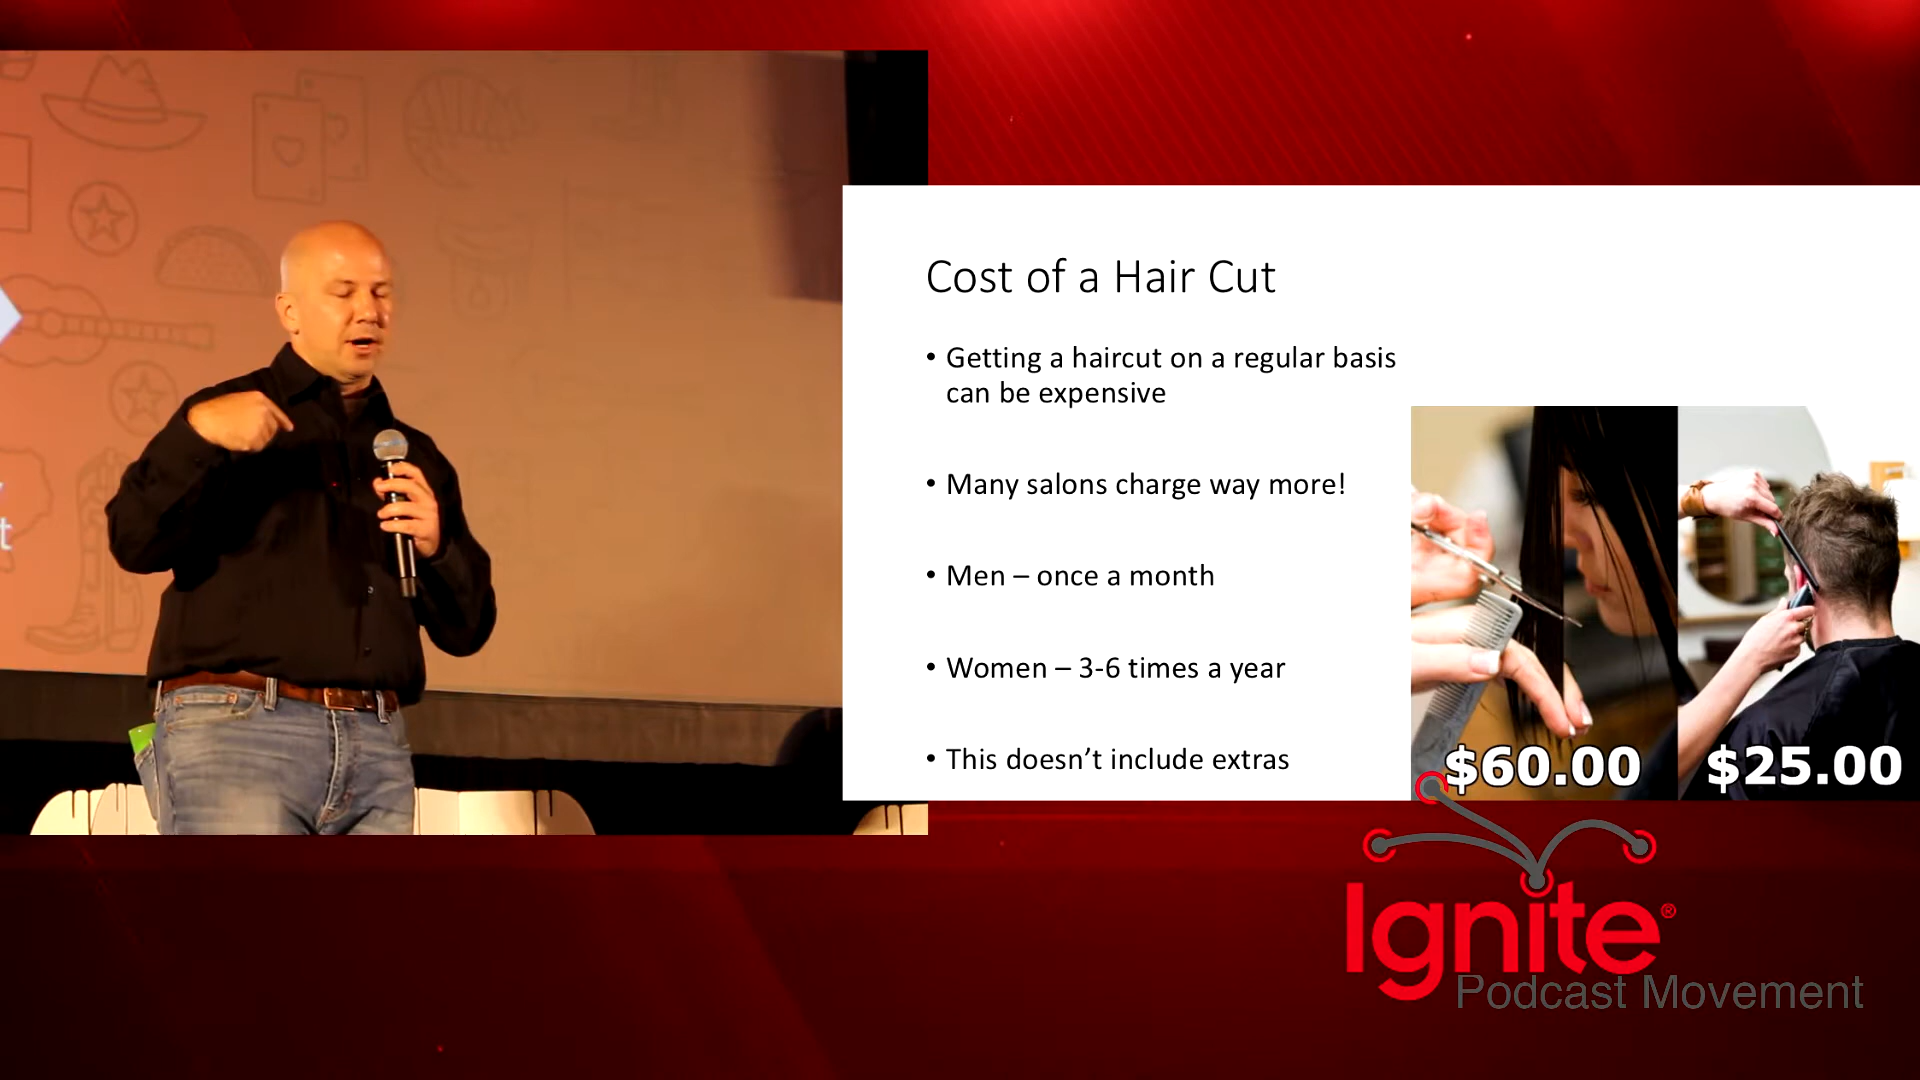 Cost of a Hair Cut
• Getting a haircut on a regular basis
can be expensive
• Many salons charge way more!
• Men – once a month
• Women – 3-6 times a year
• This doesn’t include extras
$60.00
$25.00
Ignite®
Podcast Movement
t